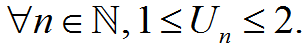 ∀n ∈ ℕ, 1 ≤ Uₙ ≤ 2.